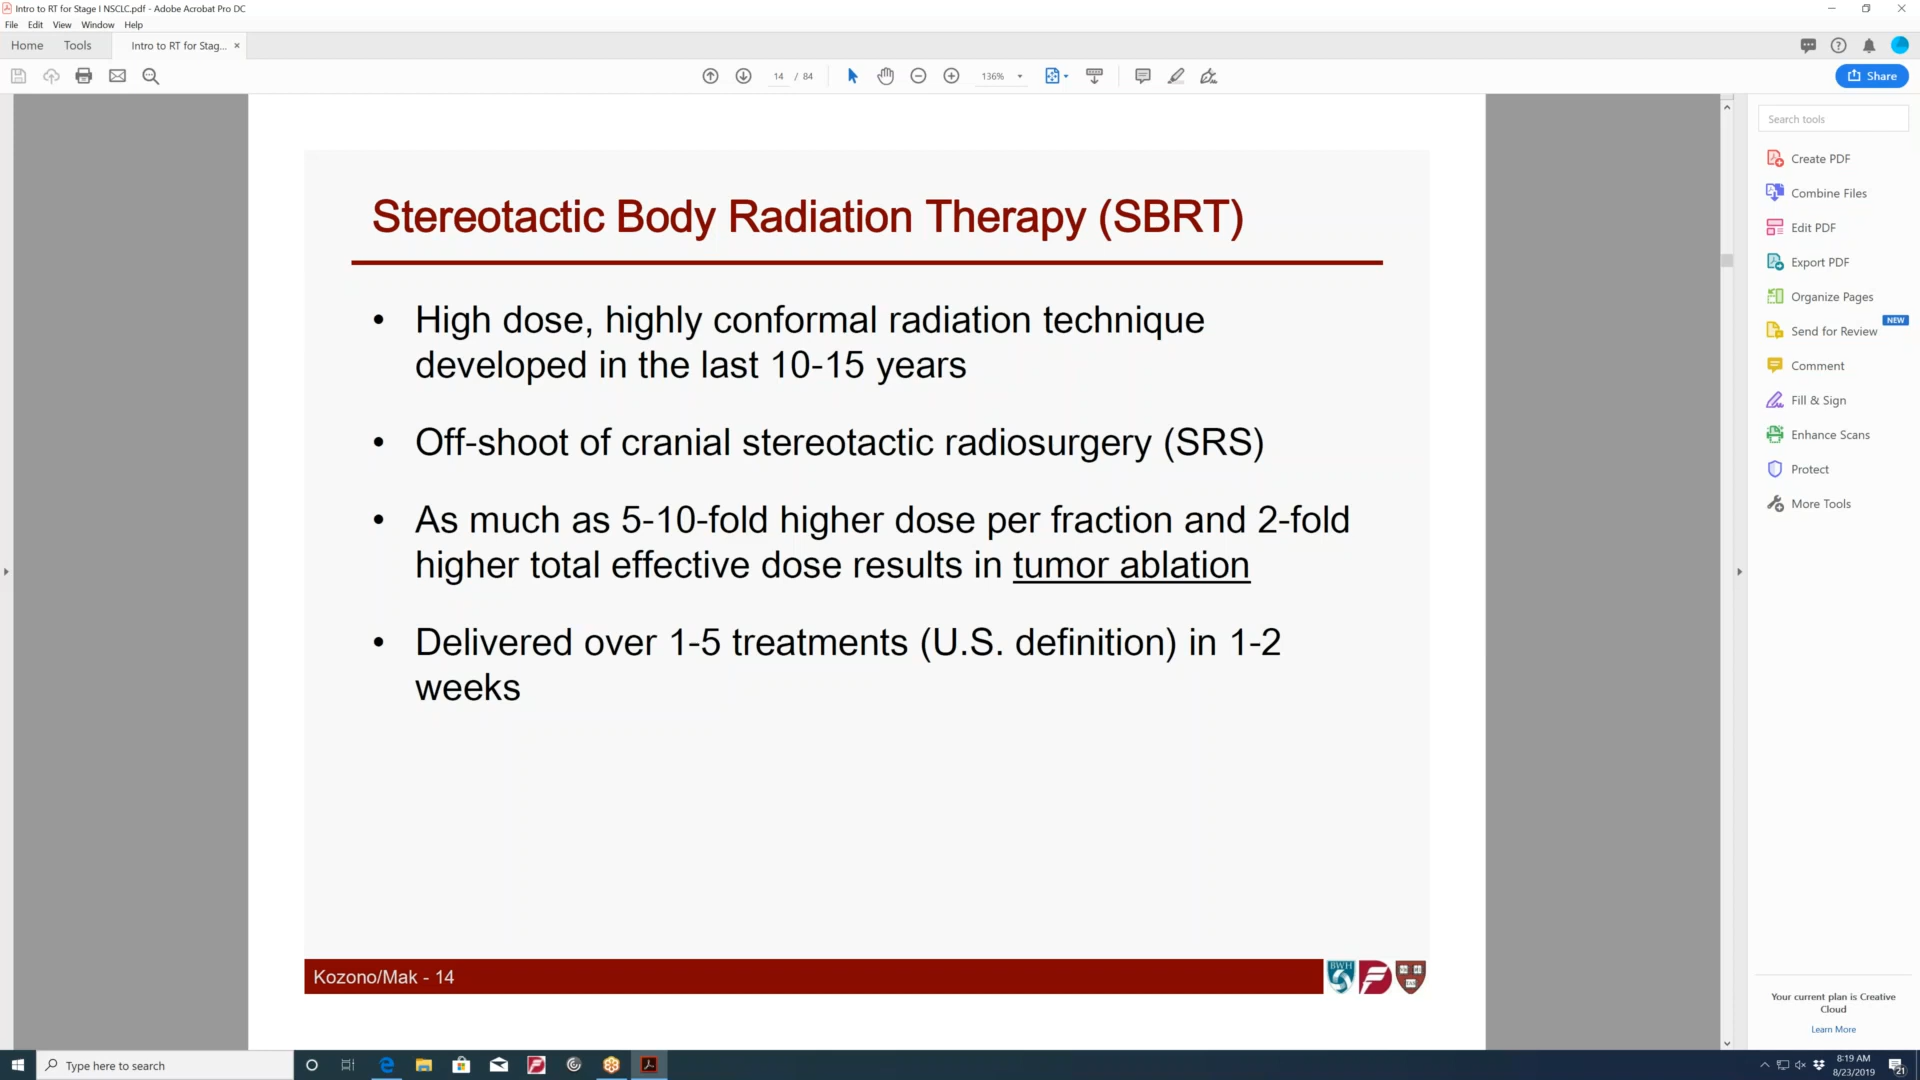 Intro to RT for Stage I NSCLC.pdf - Adobe Acrobat Pro DC
File Edit View Window Help
Home Tools Intro to RT for Stag... ×
14 / 84 136% Share
Search tools
Create PDF
Combine Files
Edit PDF
Export PDF
Organize Pages
Send for Review NEW
Comment
Fill & Sign
Enhance Scans
Protect
More Tools
Your current plan is Creative
Cloud
Learn More
Stereotactic Body Radiation Therapy (SBRT)
• High dose, highly conformal radiation technique
developed in the last 10-15 years
• Off-shoot of cranial stereotactic radiosurgery (SRS)
• As much as 5-10-fold higher dose per fraction and 2-fold
higher total effective dose results in tumor ablation
• Delivered over 1-5 treatments (U.S. definition) in 1-2
weeks
Kozono/Mak - 14
BWH
Type here to search
8:19 AM
8/23/2019
21